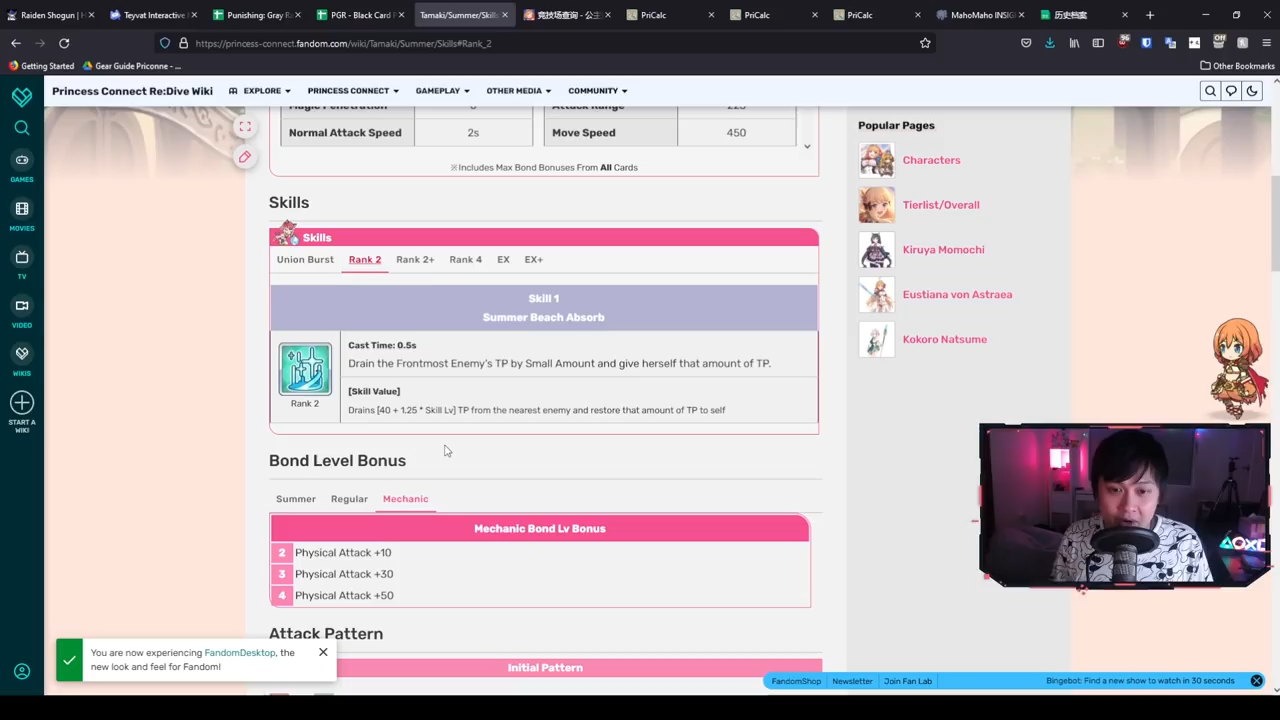 Raiden Shogun | H
Teyvat Interactive
Punishing: Gray Ra
PGR - Black Card P
Tamaki/Summer/Skills
竞技场查询 - 公主
PriCalc
PriCalc
PriCalc
MahoMaho INSIG
历史档案
https://princess-connect.fandom.com/wiki/Tamaki/Summer/Skills#Rank_2
96
Off
Getting Started
Gear Guide Priconne - ...
Other Bookmarks
Princess Connect Re:Dive Wiki
EXPLORE
PRINCESS CONNECT
GAMEPLAY
OTHER MEDIA
COMMUNITY
GAMES
MOVIES
TV
VIDEO
WIKIS
START A
WIKI
Magic Penetration
0
Attack Range
225
Normal Attack Speed
2s
Move Speed
450
※Includes Max Bond Bonuses From All Cards
Skills
Skills
Union Burst
Rank 2
Rank 2+
Rank 4
EX
EX+
Skill 1
Summer Beach Absorb
Cast Time: 0.5s
Drain the Frontmost Enemy's TP by Small Amount and give herself that amount of TP.
[Skill Value]
Drains [40 + 1.25 * Skill Lv] TP from the nearest enemy and restore that amount of TP to self
Rank 2
Bond Level Bonus
Summer
Regular
Mechanic
Mechanic Bond Lv Bonus
2 Physical Attack +10
3 Physical Attack +30
4 Physical Attack +50
Attack Pattern
Initial Pattern
Popular Pages
Characters
Tierlist/Overall
Kiruya Momochi
Eustiana von Astraea
Kokoro Natsume
You are now experiencing FandomDesktop, the
new look and feel for Fandom!
FandomShop
Newsletter
Join Fan Lab
Bingebot: Find a new show to watch in 30 seconds